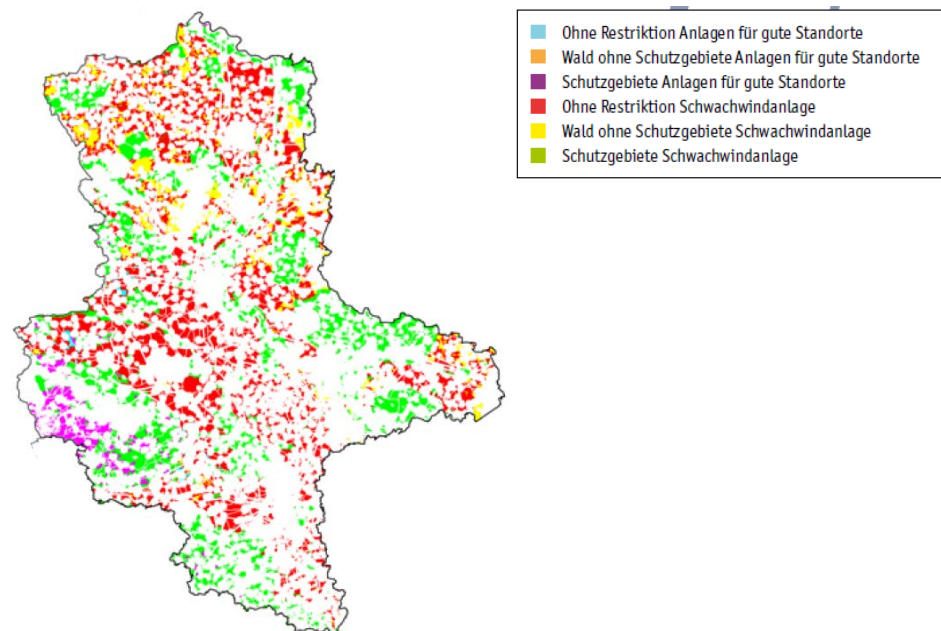 Ohne Restriktion Anlagen für gute Standorte
Wald ohne Schutzgebiete Anlagen für gute Standorte
Schutzgebiete Anlagen für gute Standorte
Ohne Restriktion Schwachwindanlage
Wald ohne Schutzgebiete Schwachwindanlage
Schutzgebiete Schwachwindanlage